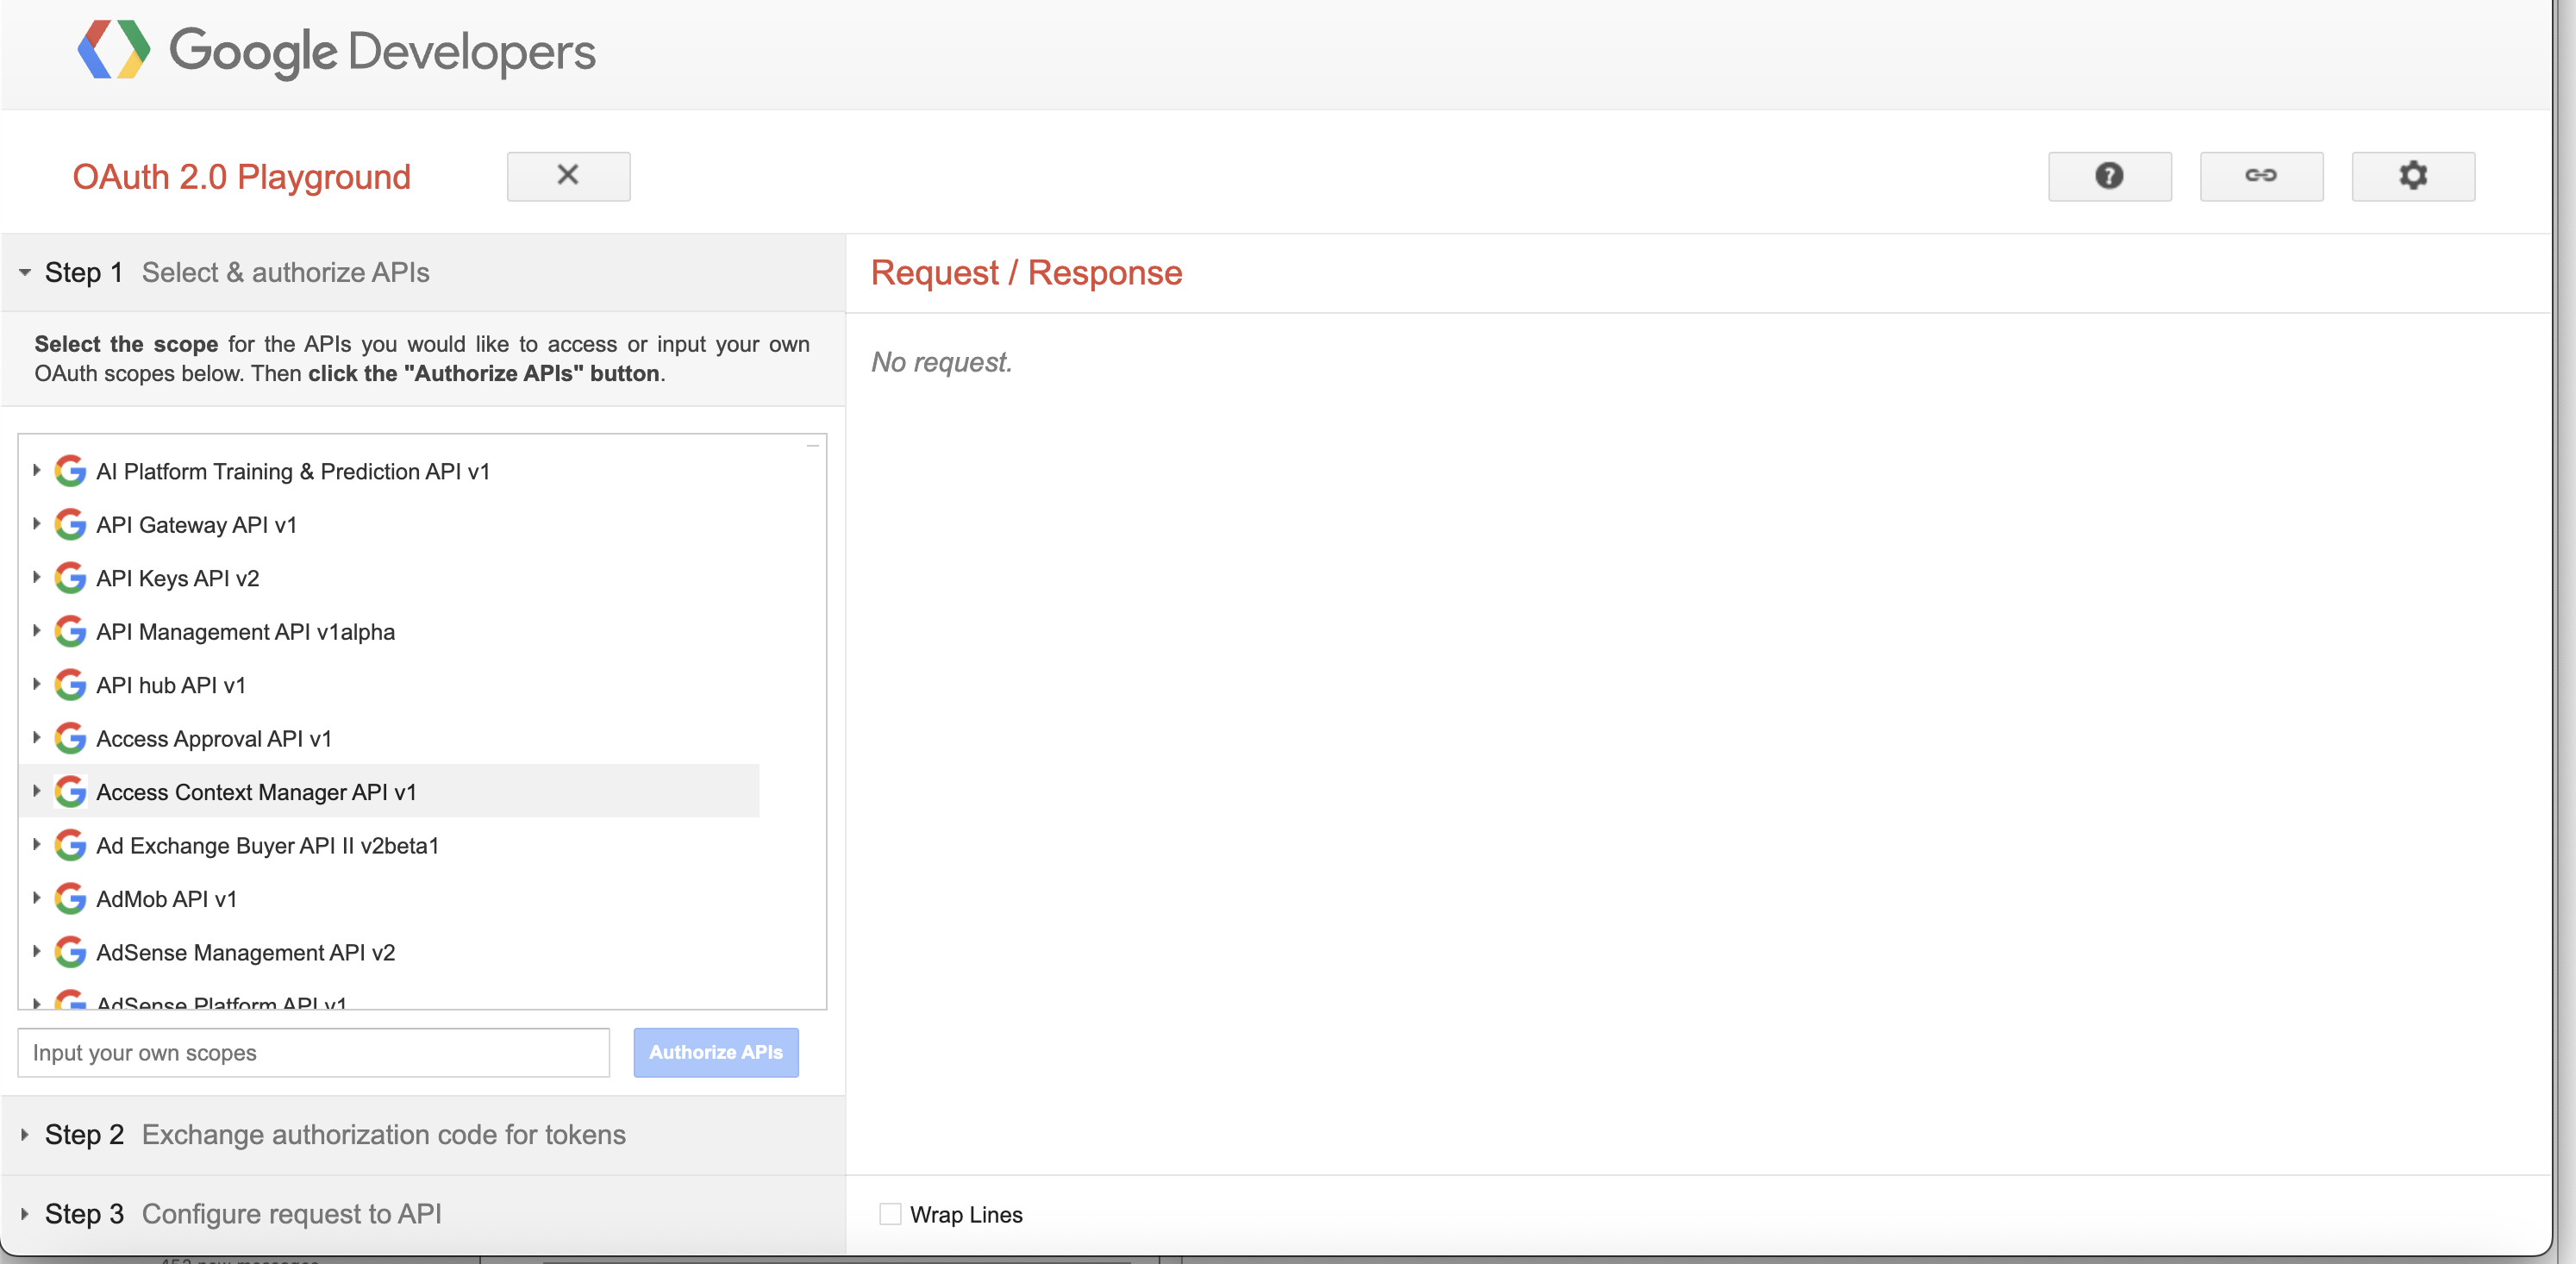 Google Developers
OAuth 2.0 Playground
Step 1 Select & authorize APIs
Select the scope for the APIs you would like to access or input your own
OAuth scopes below. Then click the "Authorize APIs" button.
AI Platform Training & Prediction API v1
API Gateway API v1
API Keys API v2
API Management API v1alpha
API hub API v1
Access Approval API v1
Access Context Manager API v1
Ad Exchange Buyer API II v2beta1
AdMob API v1
AdSense Management API v2
AdSense Platform API v1
Input your own scopes
Authorize APIs
Step 2 Exchange authorization code for tokens
Step 3 Configure request to API
Request / Response
No request.
Wrap Lines